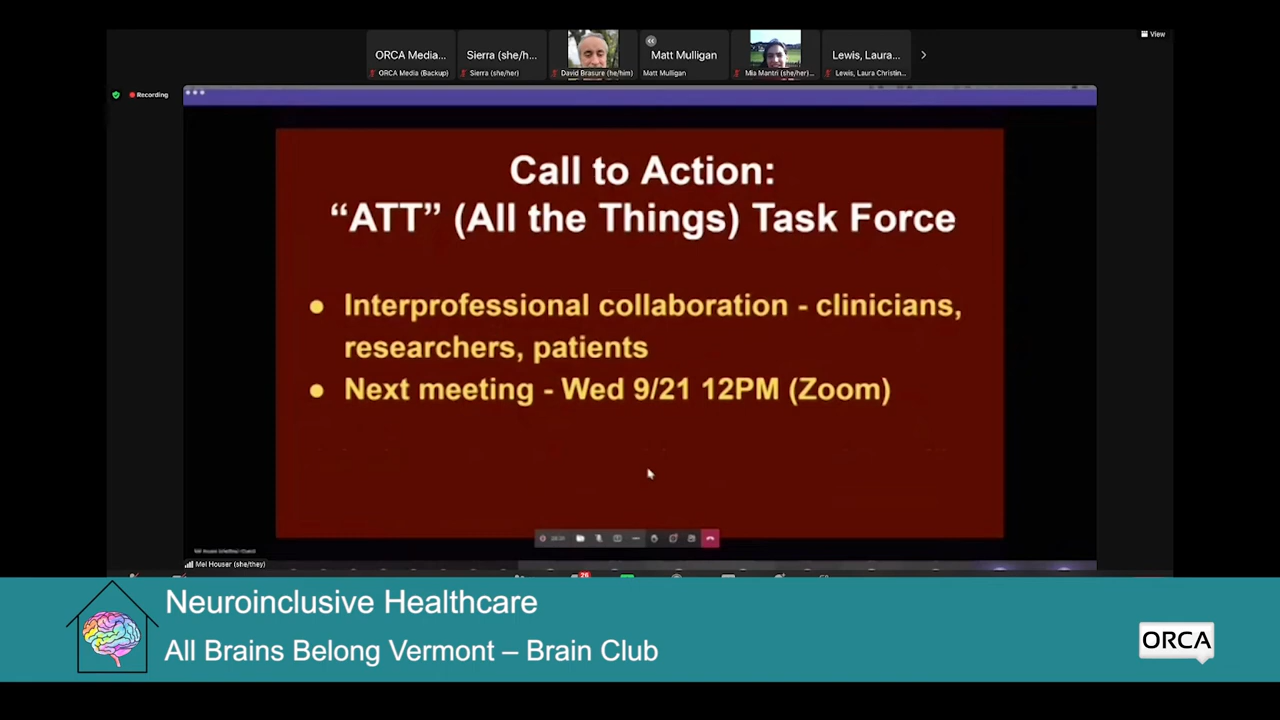 View
ORCA Media... Sierra (she/h... Matt Mulligan Lewis, Laura...
ORCA Media (Backup) Sierra (she/her) David Brasure (he/him) Matt Mulligan Mia Mantri (she/her)... Lewis, Laura Christin...
Recording
Call to Action:
“ATT” (All the Things) Task Force
● Interprofessional collaboration - clinicians,
researchers, patients
● Next meeting - Wed 9/21 12PM (Zoom)
Mel Houser (she/they)
26
Neuroinclusive Healthcare
All Brains Belong Vermont – Brain Club
ORCA